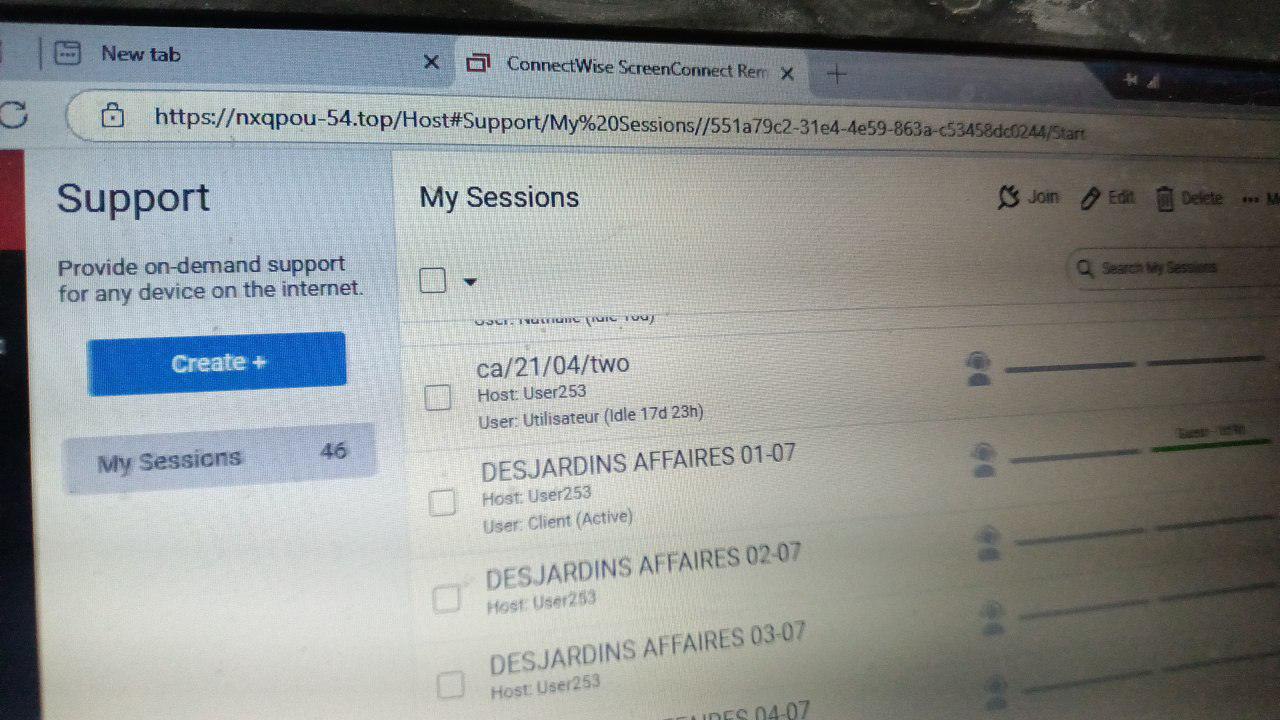 New tab
ConnectWise ScreenConnect Rem
https://nxqpou-54.top/Host#Support/My%20Sessions//551a79c2-31e4-4e59-863a-c53458dc0244/Start
Support
My Sessions
Join
Edit
Delete
Provide on-demand support
for any device on the internet.
Search My Sessions
Create +
My Sessions 46
User: Nathalie (Idle 10d)
ca/21/04/two
Host: User253
User: Utilisateur (Idle 17d 23h)
DESJARDINS AFFAIRES 01-07
Host: User253
User: Client (Active)
DESJARDINS AFFAIRES 02-07
Host: User253
DESJARDINS AFFAIRES 03-07
Host: User253
04-07